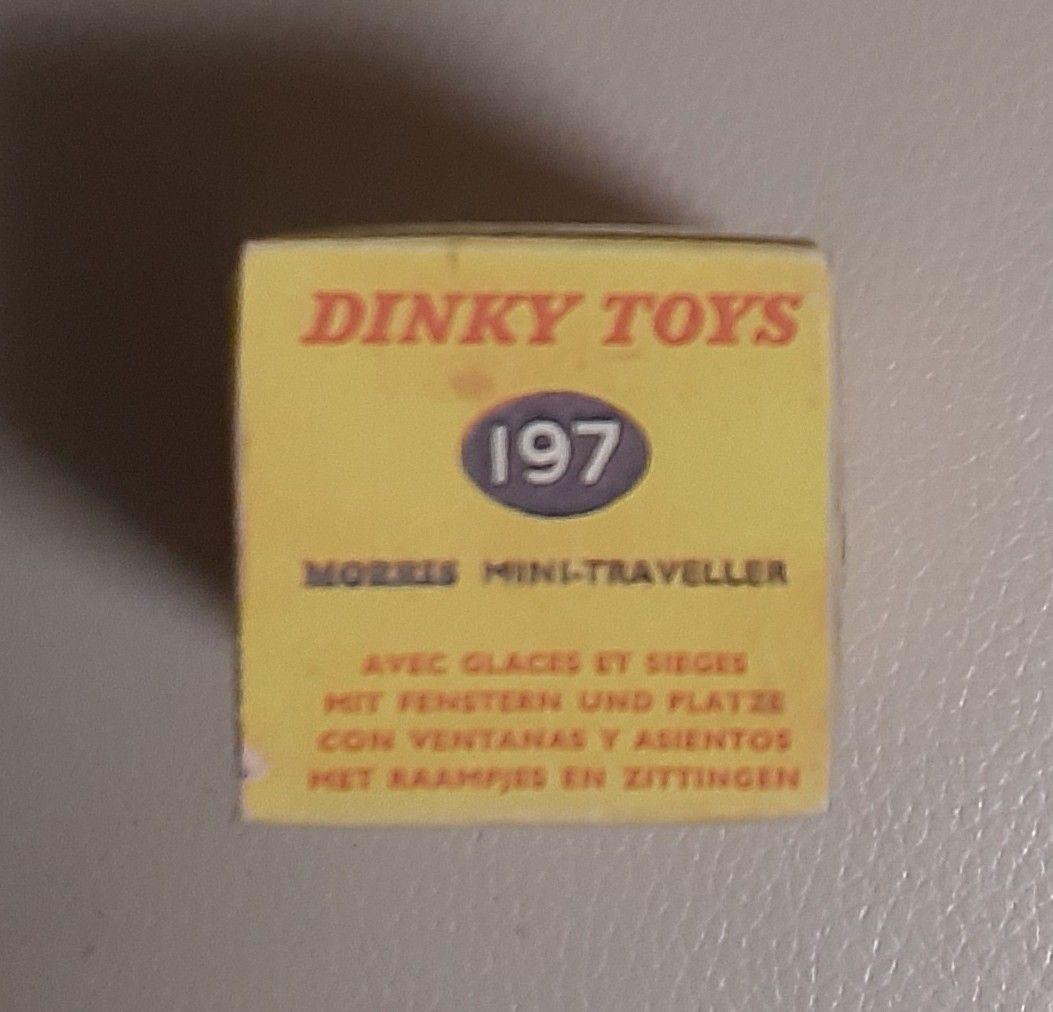 DINKY TOYS
197
MORRIS MINI-TRAVELLER
AVEC GLACES ET SIEGES
MIT FENSTERN UND PLATZE
CON VENTANAS Y ASIENTOS
MET RAAMPJES EN ZITTINGEN